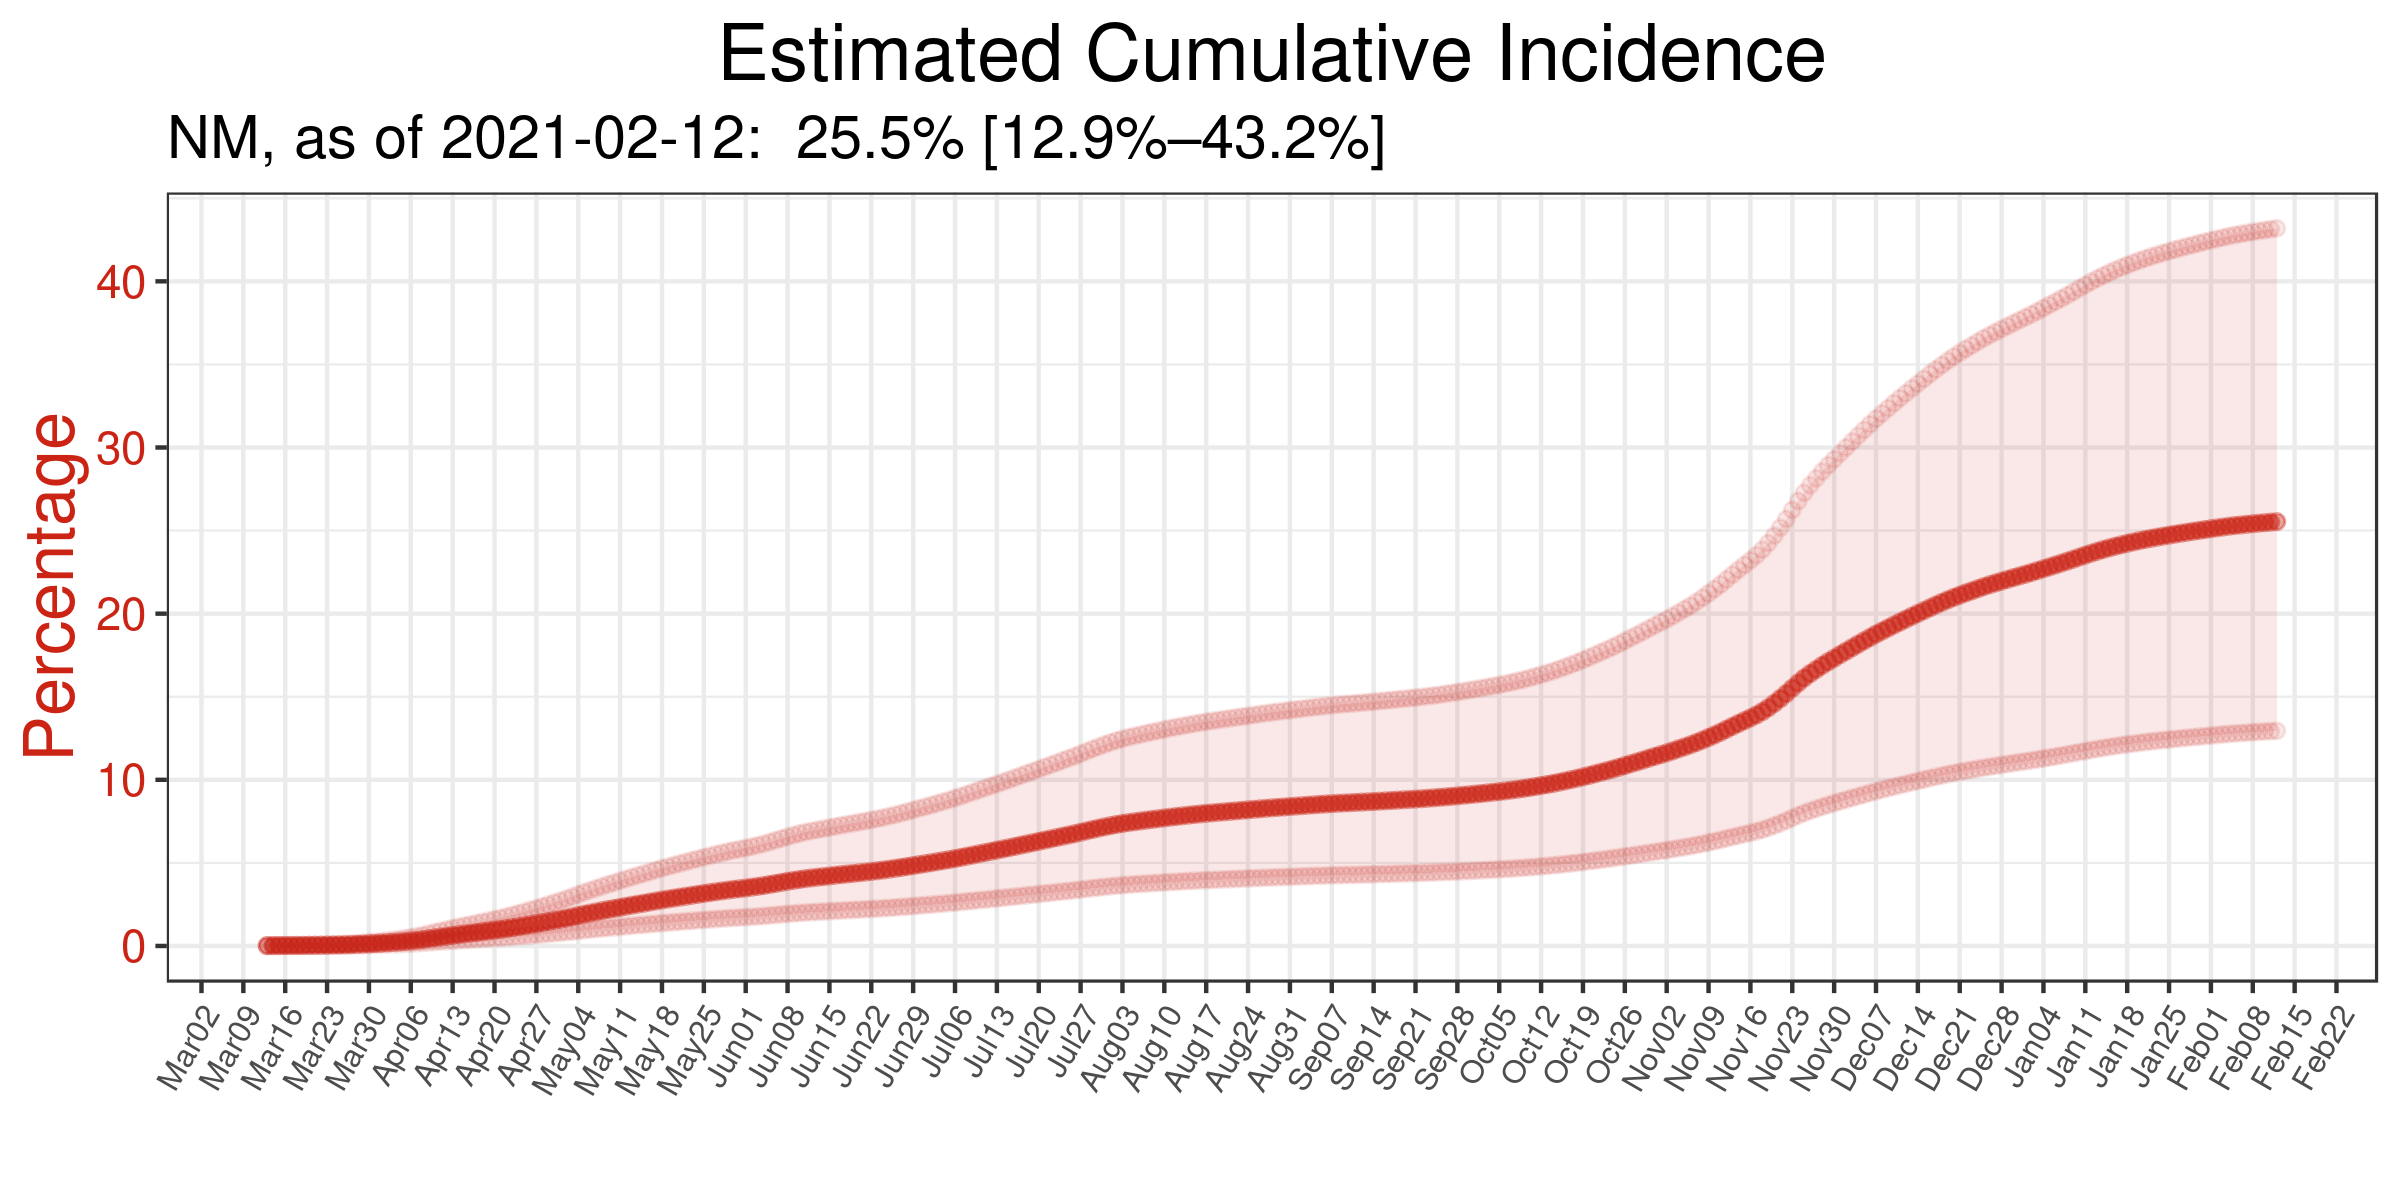 Estimated Cumulative Incidence
NM, as of 2021-02-12:  25.5% [12.9%–43.2%]
Percentage
40
30
20
10
0
Mar02
Mar09
Mar16
Mar23
Mar30
Apr06
Apr13
Apr20
Apr27
May04
May11
May18
May25
Jun01
Jun08
Jun15
Jun22
Jun29
Jul06
Jul13
Jul20
Jul27
Aug03
Aug10
Aug17
Aug24
Aug31
Sep07
Sep14
Sep21
Sep28
Oct05
Oct12
Oct19
Oct26
Nov02
Nov09
Nov16
Nov23
Nov30
Dec07
Dec14
Dec21
Dec28
Jan04
Jan11
Jan18
Jan25
Feb01
Feb08
Feb15
Feb22